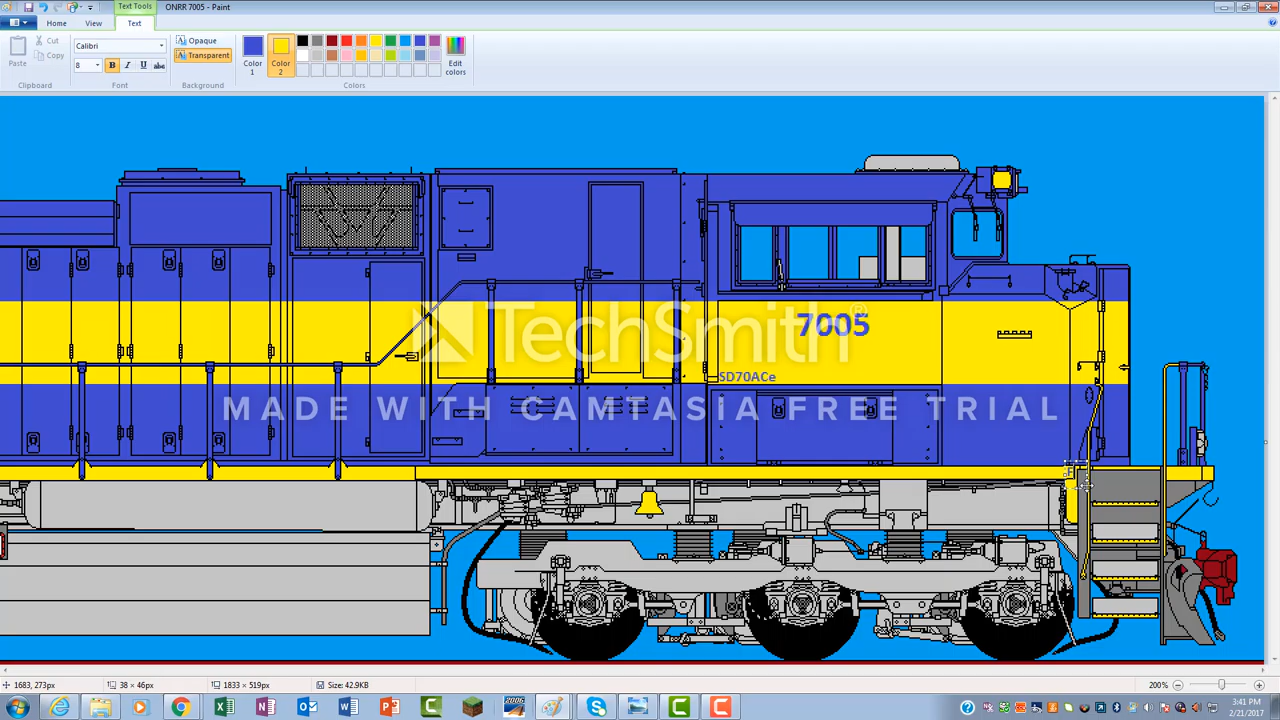 Text Tools
ONRR 7005 - Paint
Home
View
Text
Paste
Cut
Copy
Clipboard
Calibri
8
B
I
U
abc
Font
Opaque
Transparent
Background
Color 1
Color 2
Edit colors
Colors
7005
SD70ACe
TechSmith®
MADE WITH CAMTASIA FREE TRIAL
F
1683, 273px
38 × 46px
1833 × 519px
Size: 42.9KB
200%
2006
3:41 PM
2/21/2017